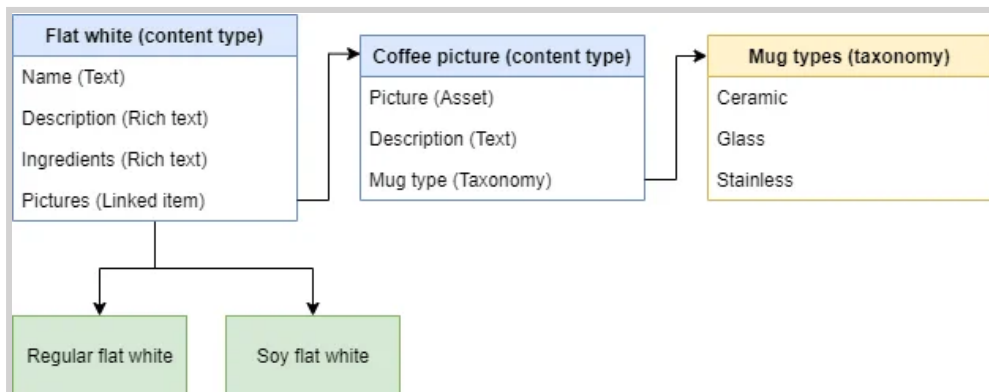 Flat white (content type)
Name (Text)
Description (Rich text)
Ingredients (Rich text)
Pictures (Linked item)
Coffee picture (content type)
Picture (Asset)
Description (Text)
Mug type (Taxonomy)
Mug types (taxonomy)
Ceramic
Glass
Stainless
Regular flat white
Soy flat white